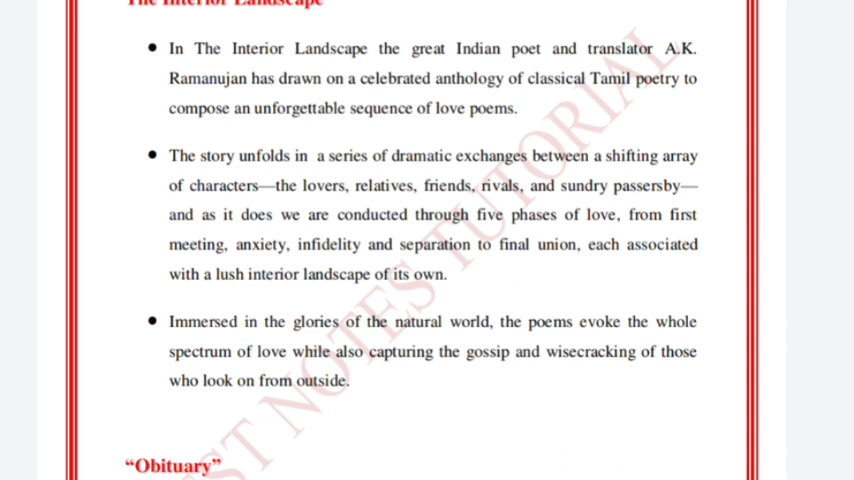 The Interior Landscape
● In The Interior Landscape the great Indian poet and translator A.K.
Ramanujan has drawn on a celebrated anthology of classical Tamil poetry to
compose an unforgettable sequence of love poems.
● The story unfolds in a series of dramatic exchanges between a shifting array
of characters—the lovers, relatives, friends, rivals, and sundry passersby—
and as it does we are conducted through five phases of love, from first
meeting, anxiety, infidelity and separation to final union, each associated
with a lush interior landscape of its own.
● Immersed in the glories of the natural world, the poems evoke the whole
spectrum of love while also capturing the gossip and wisecracking of those
who look on from outside.
“Obituary”
NOTES TUTORIAL